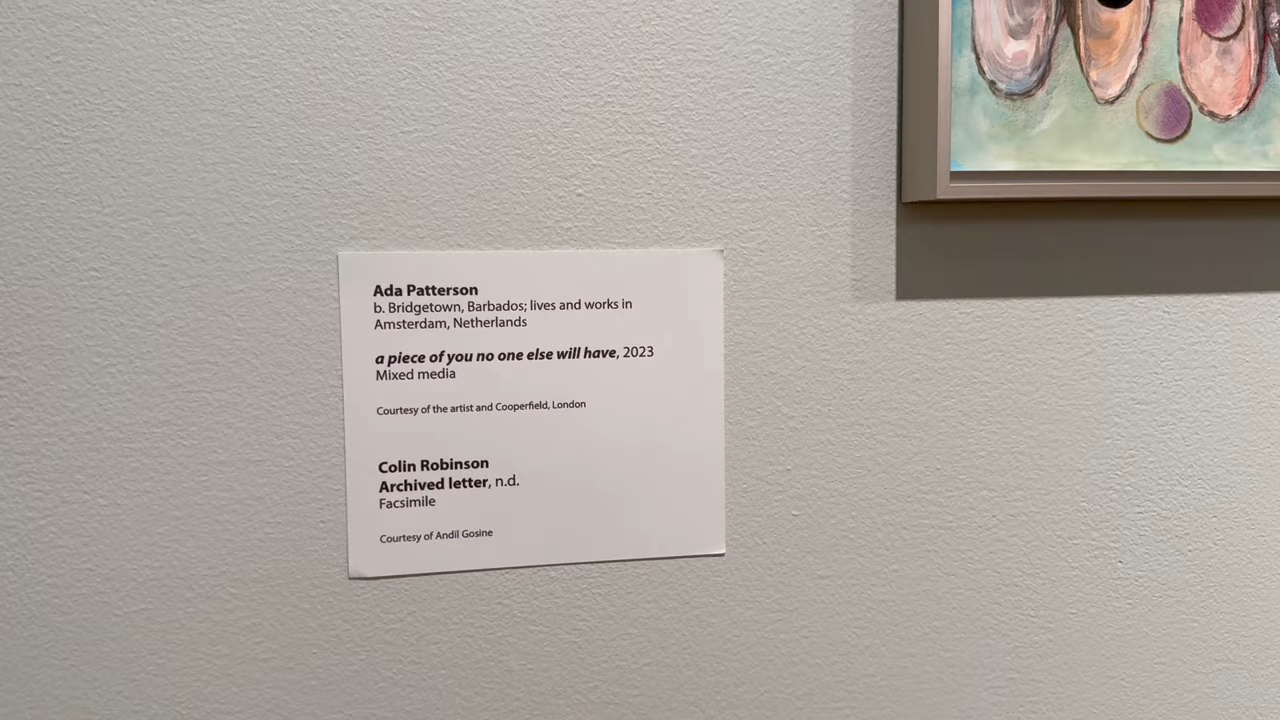 Ada Patterson
b. Bridgetown, Barbados; lives and works in
Amsterdam, Netherlands
a piece of you no one else will have, 2023
Mixed media
Courtesy of the artist and Cooperfield, London
Colin Robinson
Archived letter, n.d.
Facsimile
Courtesy of Andil Gosine